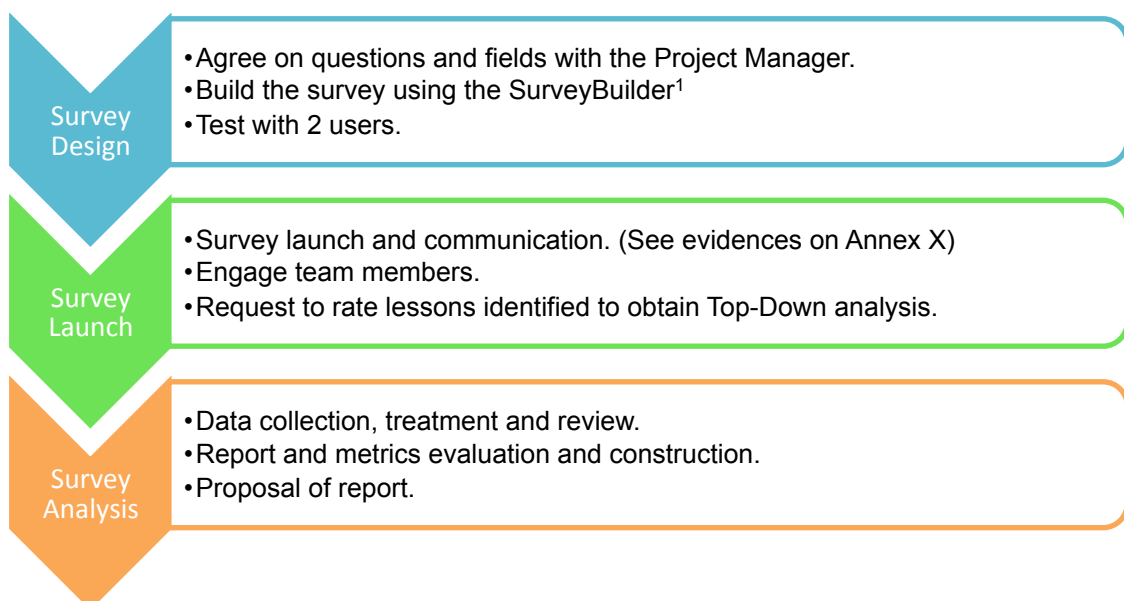 Survey
Design
•Agree on questions and fields with the Project Manager.
•Build the survey using the SurveyBuilder¹
•Test with 2 users.
Survey
Launch
•Survey launch and communication. (See evidences on Annex X)
•Engage team members.
•Request to rate lessons identified to obtain Top-Down analysis.
Survey
Analysis
•Data collection, treatment and review.
•Report and metrics evaluation and construction.
•Proposal of report.